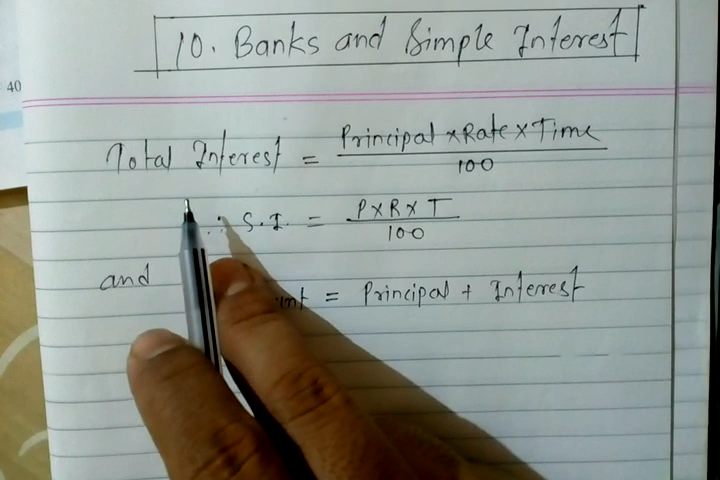 10. Banks and Simple Interest
40
Total Interest = Principal × Rate × Time
100
∴ S.I. = P × R × T
100
and = Principal + Interest